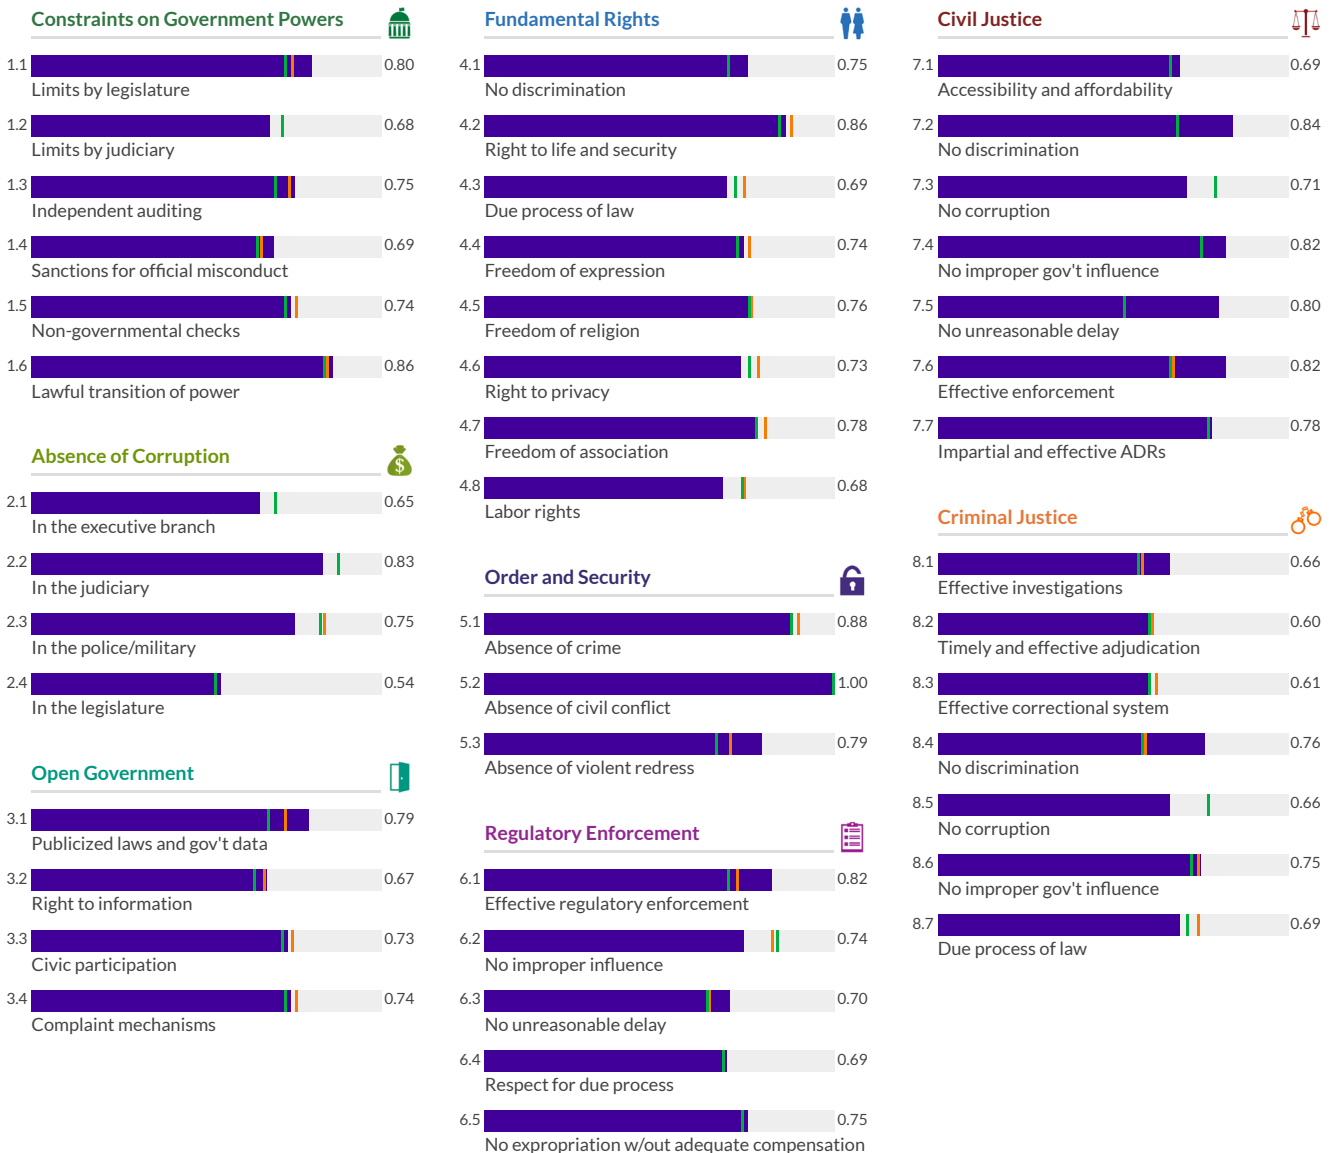 Constraints on Government Powers
1.1 0.80
Limits by legislature
1.2 0.68
Limits by judiciary
1.3 0.75
Independent auditing
1.4 0.69
Sanctions for official misconduct
1.5 0.74
Non-governmental checks
1.6 0.86
Lawful transition of power
Absence of Corruption
$
2.1 0.65
In the executive branch
2.2 0.83
In the judiciary
2.3 0.75
In the police/military
2.4 0.54
In the legislature
Open Government
3.1 0.79
Publicized laws and gov't data
3.2 0.67
Right to information
3.3 0.73
Civic participation
3.4 0.74
Complaint mechanisms
Fundamental Rights
4.1 0.75
No discrimination
4.2 0.86
Right to life and security
4.3 0.69
Due process of law
4.4 0.74
Freedom of expression
4.5 0.76
Freedom of religion
4.6 0.73
Right to privacy
4.7 0.78
Freedom of association
4.8 0.68
Labor rights
Order and Security
5.1 0.88
Absence of crime
5.2 1.00
Absence of civil conflict
5.3 0.79
Absence of violent redress
Regulatory Enforcement
6.1 0.82
Effective regulatory enforcement
6.2 0.74
No improper influence
6.3 0.70
No unreasonable delay
6.4 0.69
Respect for due process
6.5 0.75
No expropriation w/out adequate compensation
Civil Justice
7.1 0.69
Accessibility and affordability
7.2 0.84
No discrimination
7.3 0.71
No corruption
7.4 0.82
No improper gov't influence
7.5 0.80
No unreasonable delay
7.6 0.82
Effective enforcement
7.7 0.78
Impartial and effective ADRs
Criminal Justice
8.1 0.66
Effective investigations
8.2 0.60
Timely and effective adjudication
8.3 0.61
Effective correctional system
8.4 0.76
No discrimination
8.5 0.66
No corruption
8.6 0.75
No improper gov't influence
8.7 0.69
Due process of law